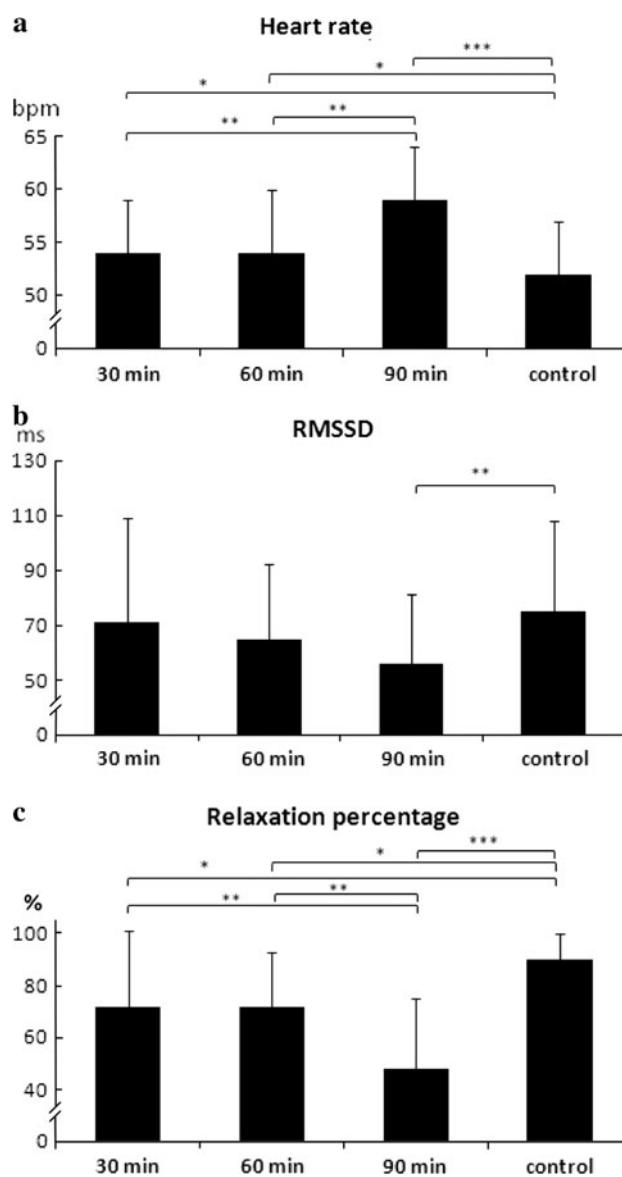 a
Heart rate
***
*
*
bpm
** **
65
60
55
50
0
30 min 60 min 90 min control
b
ms
RMSSD
130
**
110
90
70
50
0
30 min 60 min 90 min control
c
Relaxation percentage
***
*
*
%
** **
100
80
60
40
0
30 min 60 min 90 min control